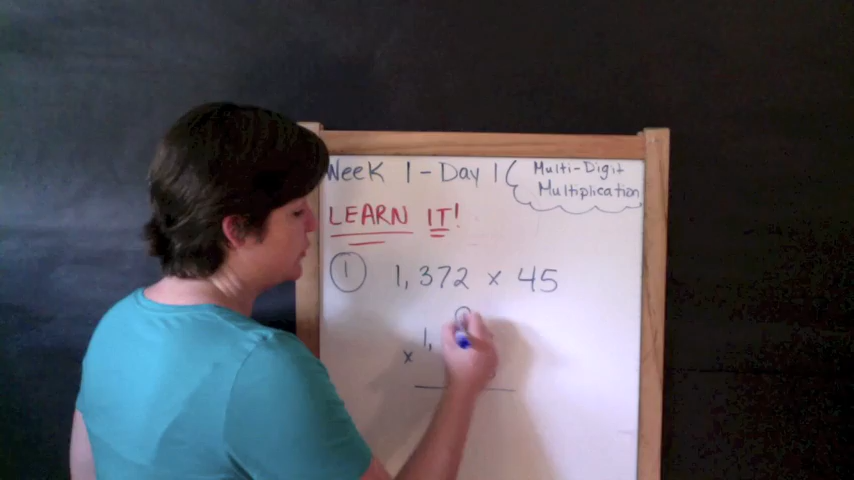 Week 1 - Day 1
Multi-Digit
Multiplication
LEARN IT!
1 1,372 x 45
1,
x